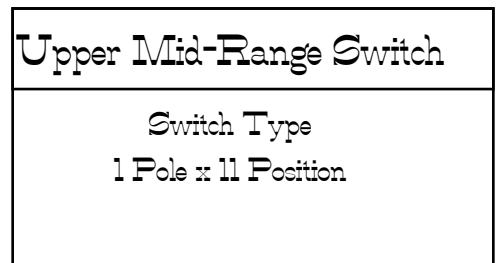 Upper Mid-Range Switch
Switch Type
1 Pole x 11 Position